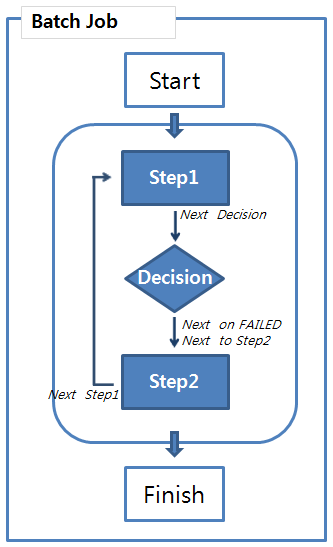 Batch Job
Start
Step1
Next Decision
Decision
Next on FAILED
Next to Step2
Step2
Next Step1
Finish